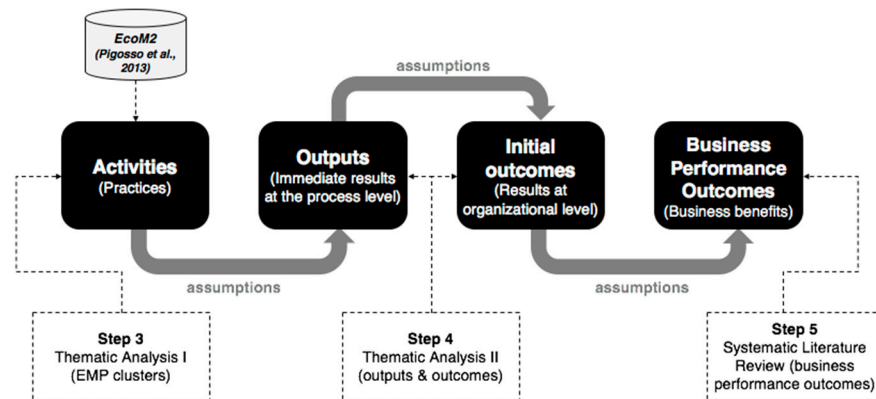 EcoM2
(Pigosso et al.,
2013)
assumptions
Activities
(Practices)
Outputs
(Immediate results
at the process level)
Initial
outcomes
(Results at
organizational level)
Business
Performance
Outcomes
(Business benefits)
assumptions
assumptions
Step 3
Thematic Analysis I
(EMP clusters)
Step 4
Thematic Analysis II
(outputs & outcomes)
Step 5
Systematic Literature
Review (business
performance outcomes)